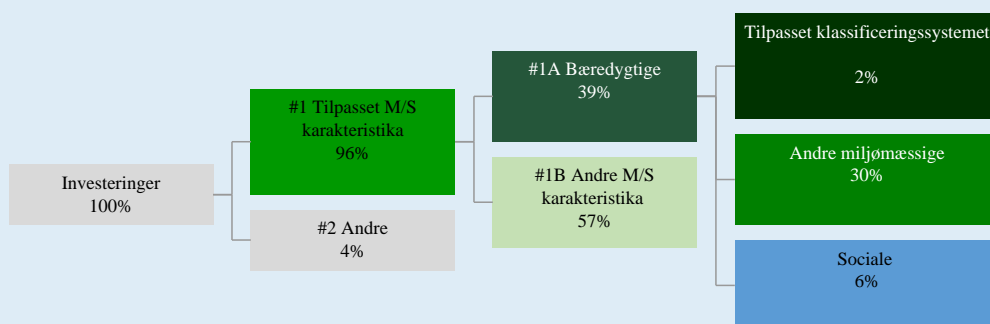 Investeringer
100%
#1 Tilpasset M/S
karakteristika
96%
#2 Andre
4%
#1A Bæredygtige
39%
#1B Andre M/S
karakteristika
57%
Tilpasset klassificeringssystemet
2%
Andre miljømæssige
30%
Sociale
6%